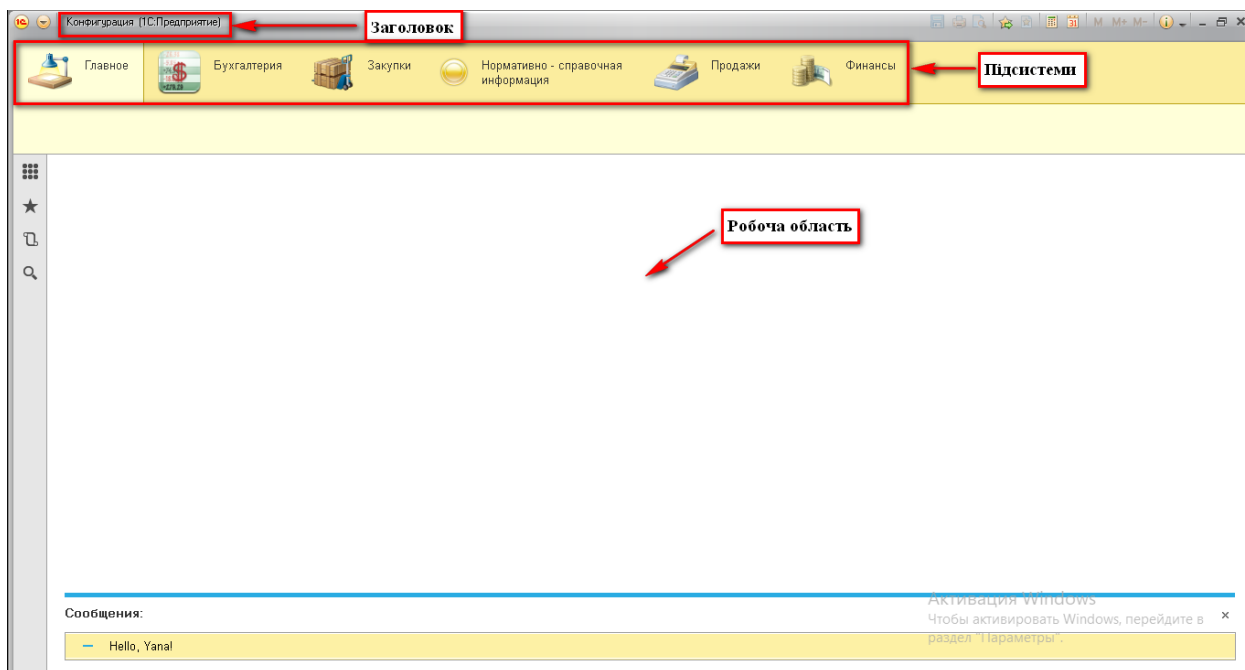 Конфигурация (1С:Предприятие)
Заголовок
M M+ M-
Главное
Бухгалтерия
Закупки
Нормативно - справочная
информация
Продажи
Финансы
Підсистеми
Робоча область
Сообщения:
Hello, Yana!
Активация Windows
Чтобы активировать Windows, перейдите в
раздел "Параметры".